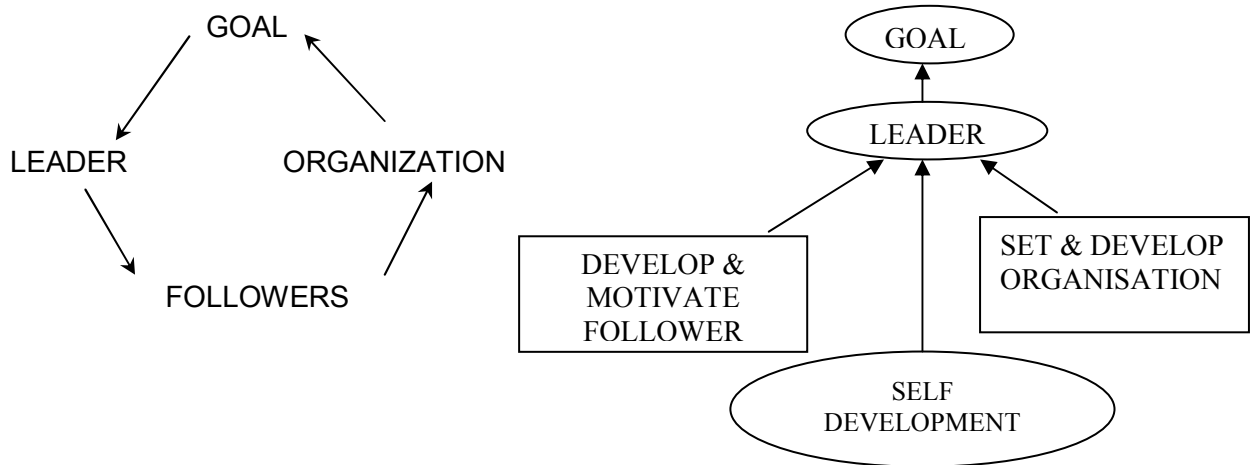 GOAL
LEADER
ORGANIZATION
FOLLOWERS
GOAL
LEADER
DEVELOP &
MOTIVATE
FOLLOWER
SET & DEVELOP
ORGANISATION
SELF
DEVELOPMENT